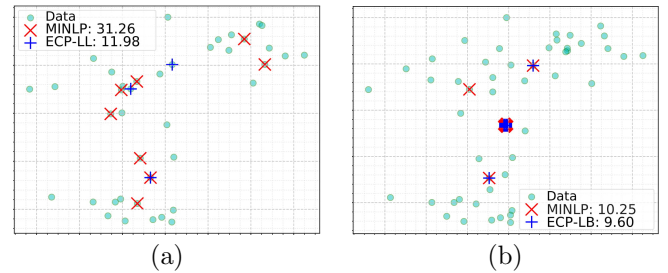 Data
MINLP: 31.26
ECP-LL: 11.98
Data
MINLP: 10.25
ECP-LB: 9.60
(a)
(b)